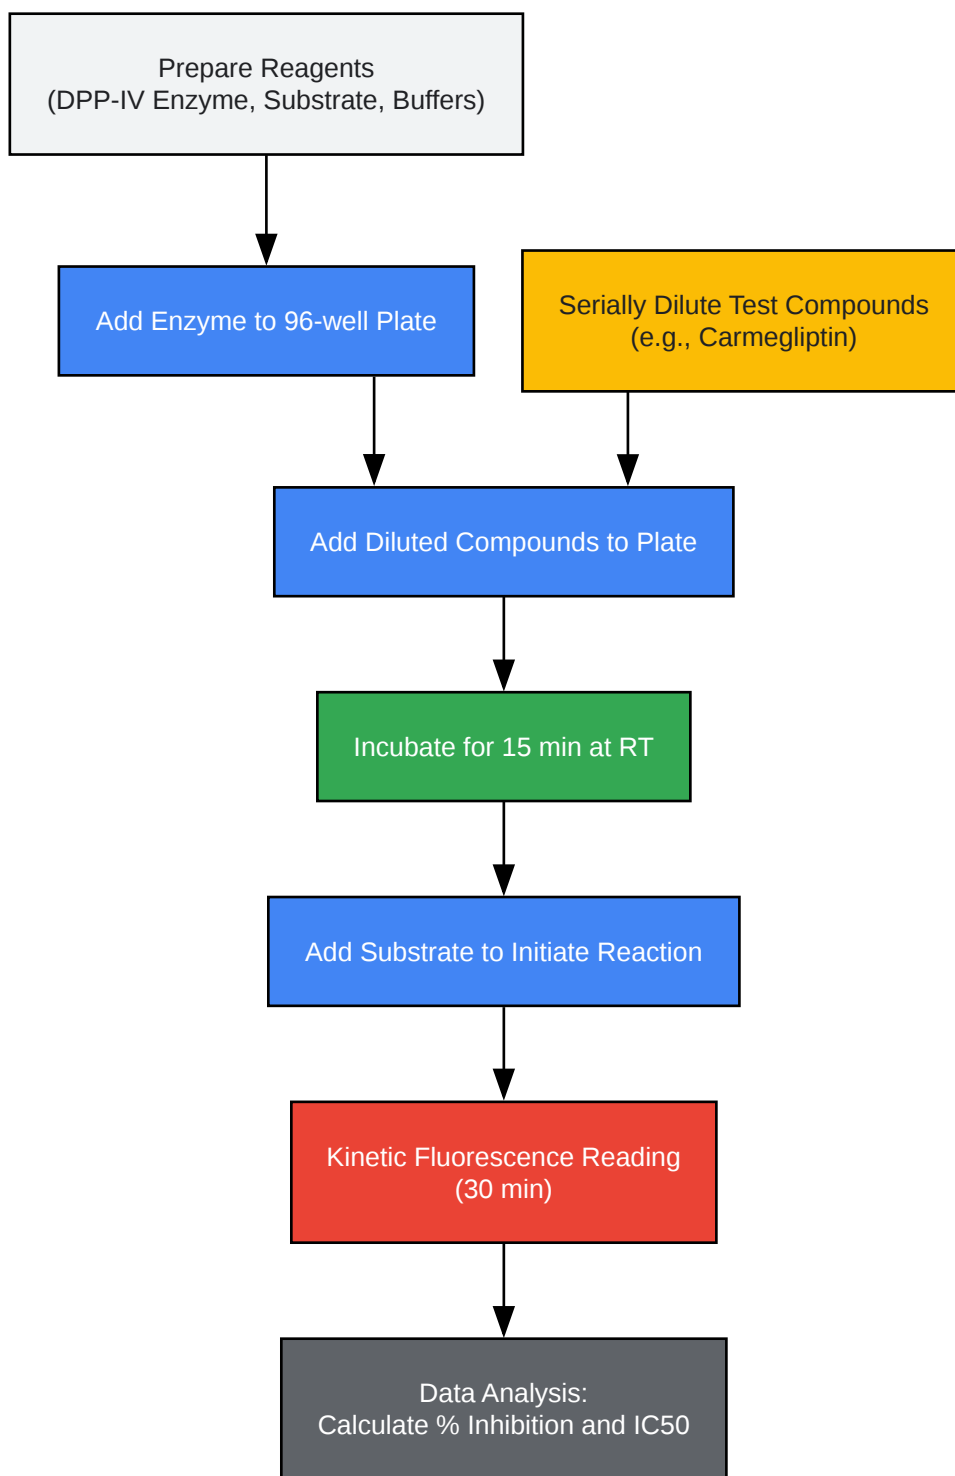 Prepare Reagents
(DPP-IV Enzyme, Substrate, Buffers)
Add Enzyme to 96-well Plate
Serially Dilute Test Compounds
(e.g., Carmegliptin)
Add Diluted Compounds to Plate
Incubate for 15 min at RT
Add Substrate to Initiate Reaction
Kinetic Fluorescence Reading
(30 min)
Data Analysis:
Calculate % Inhibition and IC50